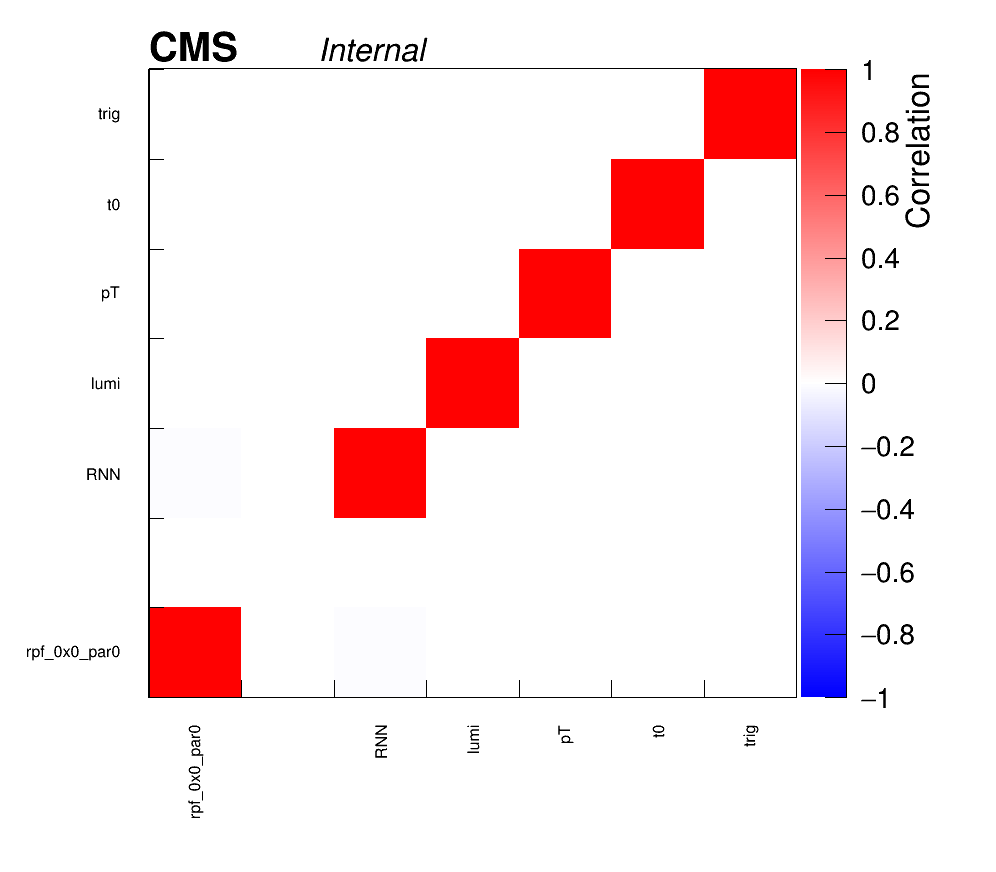 CMS Internal
trig
t0
pT
lumi
RNN
rpf_0x0_par0
rpf_0x0_par0
RNN
lumi
pT
t0
trig
1
0.8
0.6
0.4
0.2
0
−0.2
−0.4
−0.6
−0.8
−1
Correlation